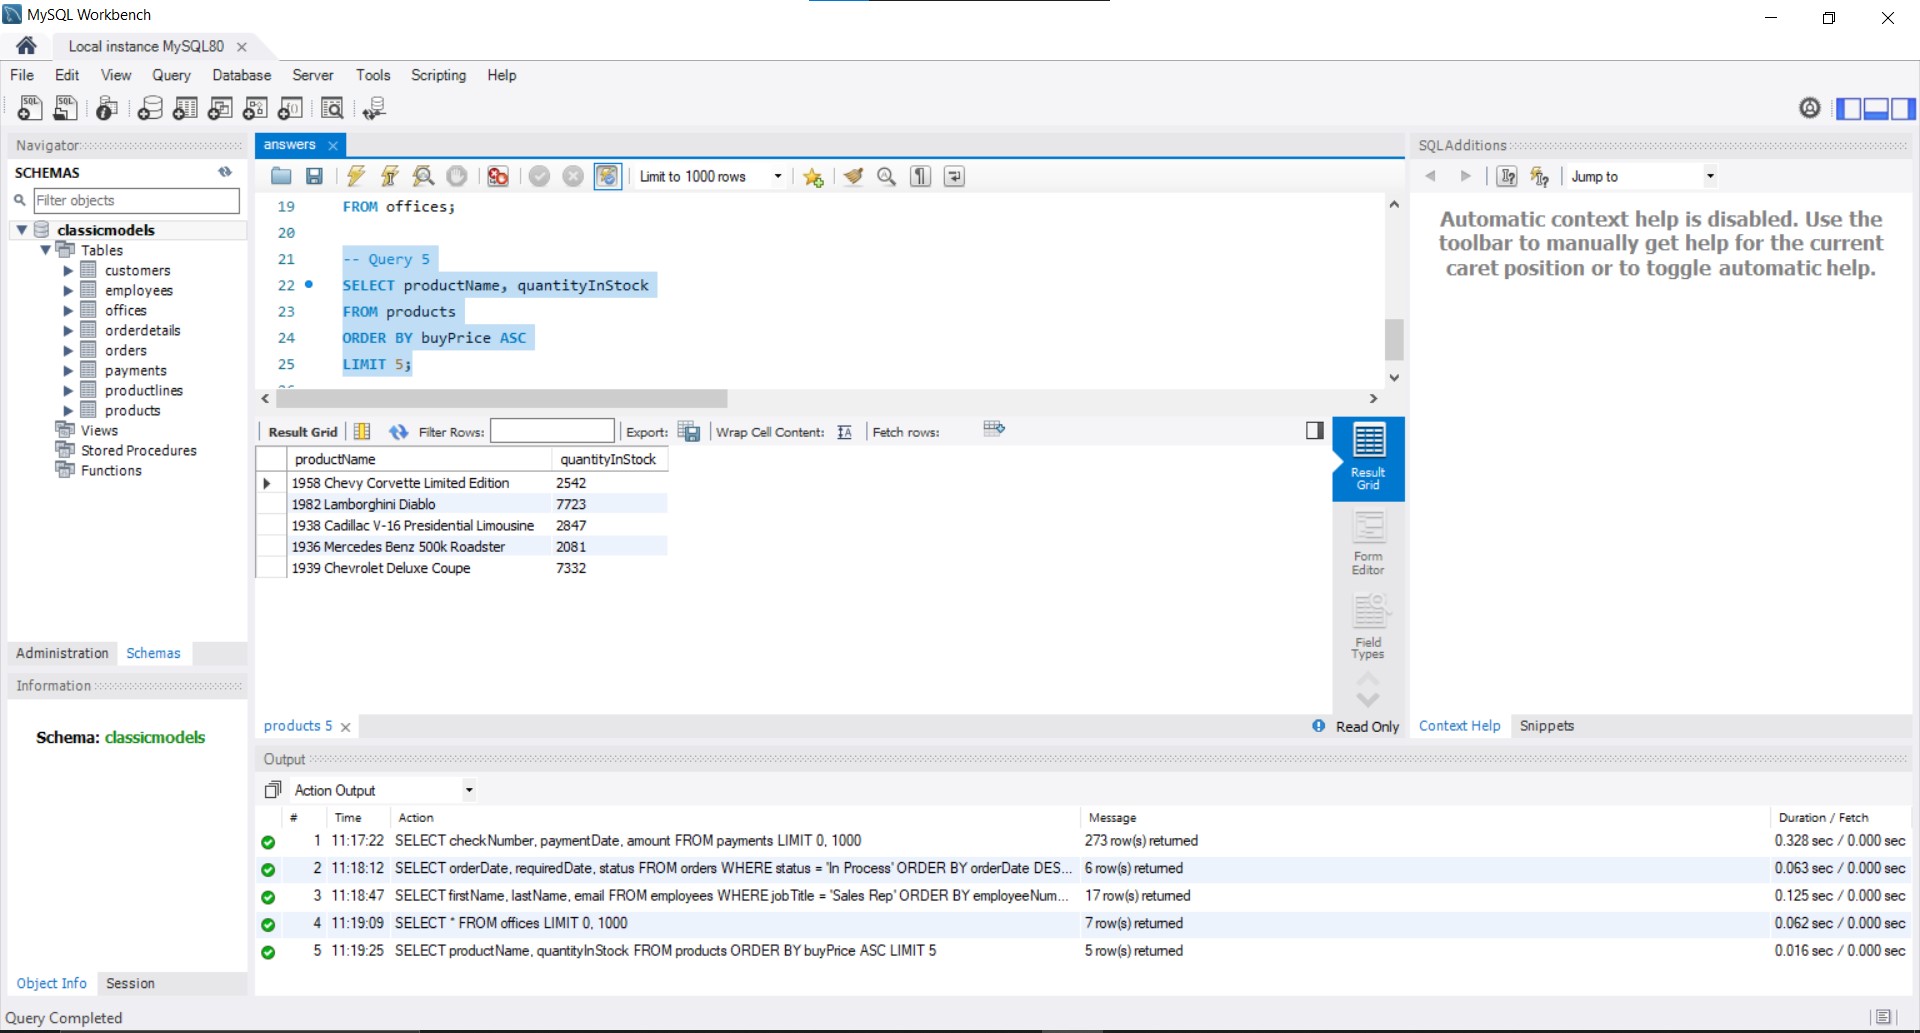 MySQL Workbench
Local instance MySQL80
File Edit View Query Database Server Tools Scripting Help
Navigator
SCHEMAS
Filter objects
classicmodels
Tables
customers
employees
offices
orderdetails
orders
payments
productlines
products
Views
Stored Procedures
Functions
Administration Schemas
Information
Schema: classicmodels
Object Info Session
answers
Limit to 1000 rows
19 FROM offices;
20
21 -- Query 5
22 SELECT productName, quantityInStock
23 FROM products
24 ORDER BY buyPrice ASC
25 LIMIT 5;
Result Grid Filter Rows: Export: Wrap Cell Content: Fetch rows:
productName quantityInStock
1958 Chevy Corvette Limited Edition 2542
1982 Lamborghini Diablo 7723
1938 Cadillac V-16 Presidential Limousine 2847
1936 Mercedes Benz 500k Roadster 2081
1939 Chevrolet Deluxe Coupe 7332
Result
Grid
Form
Editor
Field
Types
products 5
Read Only
SQLAdditions
Jump to
Automatic context help is disabled. Use the
toolbar to manually get help for the current
caret position or to toggle automatic help.
Context Help Snippets
Output
Action Output
# Time Action Message Duration / Fetch
1 11:17:22 SELECT checkNumber, paymentDate, amount FROM payments LIMIT 0, 1000 273 row(s) returned 0.328 sec / 0.000 sec
2 11:18:12 SELECT orderDate, requiredDate, status FROM orders WHERE status = 'In Process' ORDER BY orderDate DES... 6 row(s) returned 0.063 sec / 0.000 sec
3 11:18:47 SELECT firstName, lastName, email FROM employees WHERE jobTitle = 'Sales Rep' ORDER BY employeeNum... 17 row(s) returned 0.125 sec / 0.000 sec
4 11:19:09 SELECT * FROM offices LIMIT 0, 1000 7 row(s) returned 0.062 sec / 0.000 sec
5 11:19:25 SELECT productName, quantityInStock FROM products ORDER BY buyPrice ASC LIMIT 5 5 row(s) returned 0.016 sec / 0.000 sec
Query Completed